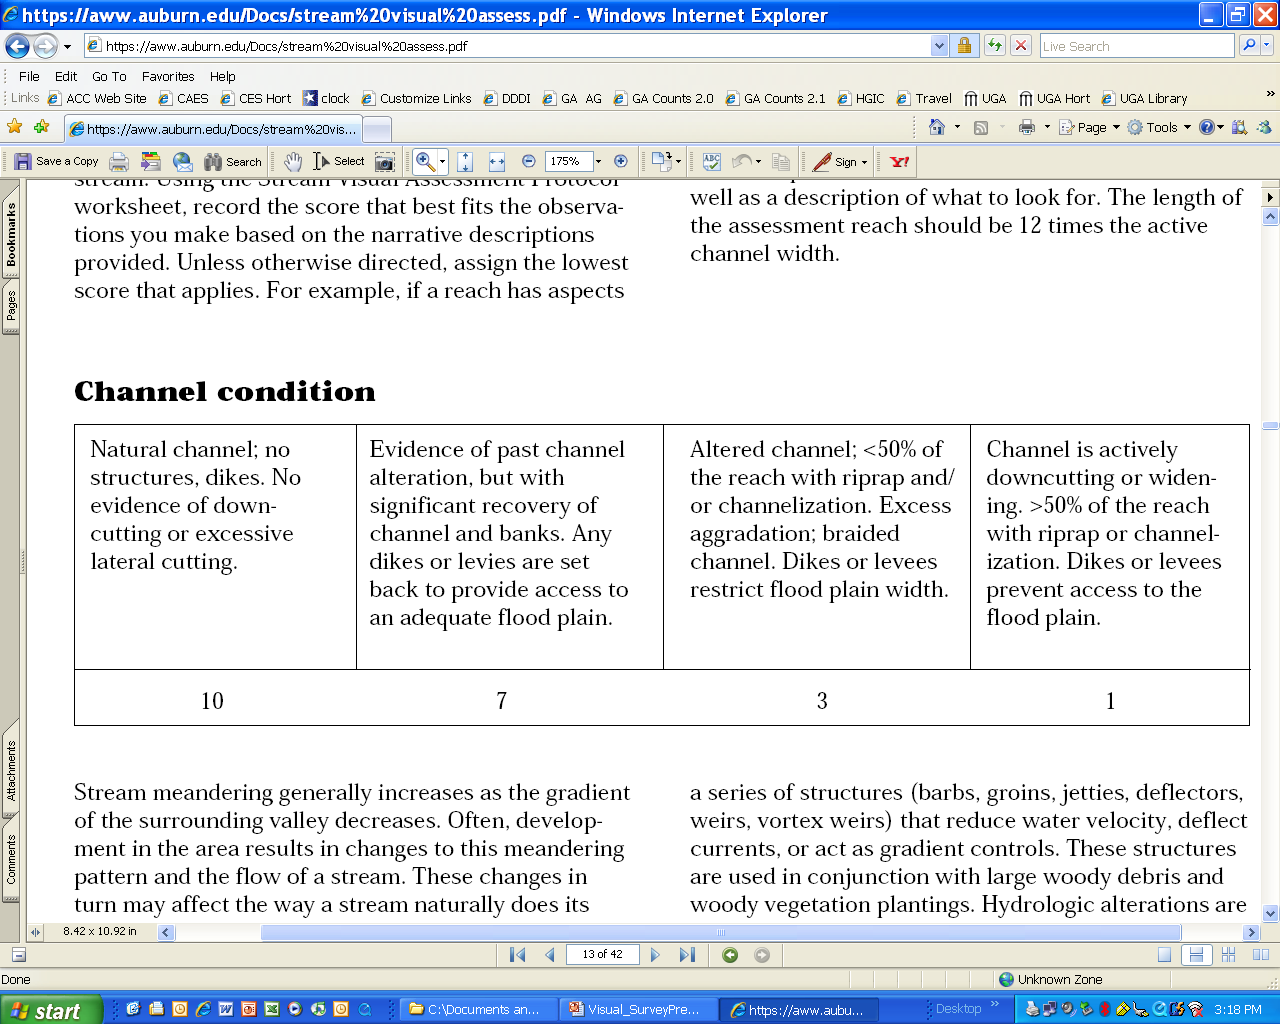 https://aww.auburn.edu/Docs/stream%20visual%20assess.pdf - Windows Internet Explorer
https://aww.auburn.edu/Docs/stream%20visual%20assess.pdf
Live Search
File Edit Go To Favorites Help
Links ACC Web Site CAES CES Hort clock Customize Links DDDI GA AG GA Counts 2.0 GA Counts 2.1 HGIC Travel UGA UGA Hort UGA Library »
https://aww.auburn.edu/Docs/stream%20vis...
Page Tools
Save a Copy Search Select 175% Sign Y!
Bookmarks
Pages
Attachments
Comments
stream. Using the Stream Visual Assessment Protocol
worksheet, record the score that best fits the observa-
tions you make based on the narrative descriptions
provided. Unless otherwise directed, assign the lowest
score that applies. For example, if a reach has aspects
well as a description of what to look for. The length of
the assessment reach should be 12 times the active
channel width.
Channel condition
Natural channel; no
structures, dikes. No
evidence of down-
cutting or excessive
lateral cutting.
Evidence of past channel
alteration, but with
significant recovery of
channel and banks. Any
dikes or levies are set
back to provide access to
an adequate flood plain.
Altered channel; <50% of
the reach with riprap and/
or channelization. Excess
aggradation; braided
channel. Dikes or levees
restrict flood plain width.
Channel is actively
downcutting or widen-
ing. >50% of the reach
with riprap or channel-
ization. Dikes or levees
prevent access to the
flood plain.
10 7 3 1
Stream meandering generally increases as the gradient
of the surrounding valley decreases. Often, develop-
ment in the area results in changes to this meandering
pattern and the flow of a stream. These changes in
turn may affect the way a stream naturally does its
a series of structures (barbs, groins, jetties, deflectors,
weirs, vortex weirs) that reduce water velocity, deflect
currents, or act as gradient controls. These structures
are used in conjunction with large woody debris and
woody vegetation plantings. Hydrologic alterations are
8.42 x 10.92 in
13 of 42
Done
Unknown Zone
start
C:\Documents an...
Visual_SurveyPre...
https://aww.aubu...
Desktop »
3:18 PM